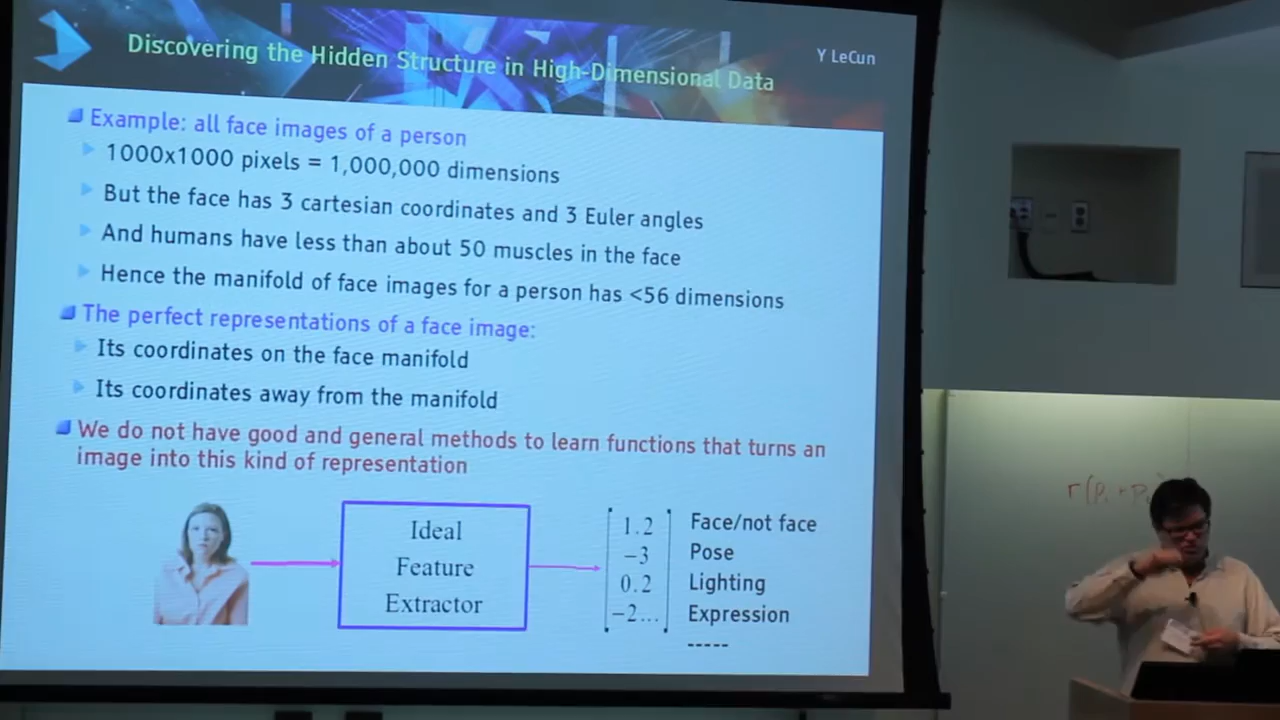 Discovering the Hidden Structure in High-Dimensional Data
Y LeCun
Example: all face images of a person
1000x1000 pixels = 1,000,000 dimensions
But the face has 3 cartesian coordinates and 3 Euler angles
And humans have less than about 50 muscles in the face
Hence the manifold of face images for a person has <56 dimensions
The perfect representations of a face image:
Its coordinates on the face manifold
Its coordinates away from the manifold
We do not have good and general methods to learn functions that turns an
image into this kind of representation
Ideal
Feature
Extractor
1.2
-3
0.2
-2...
Face/not face
Pose
Lighting
Expression
-----